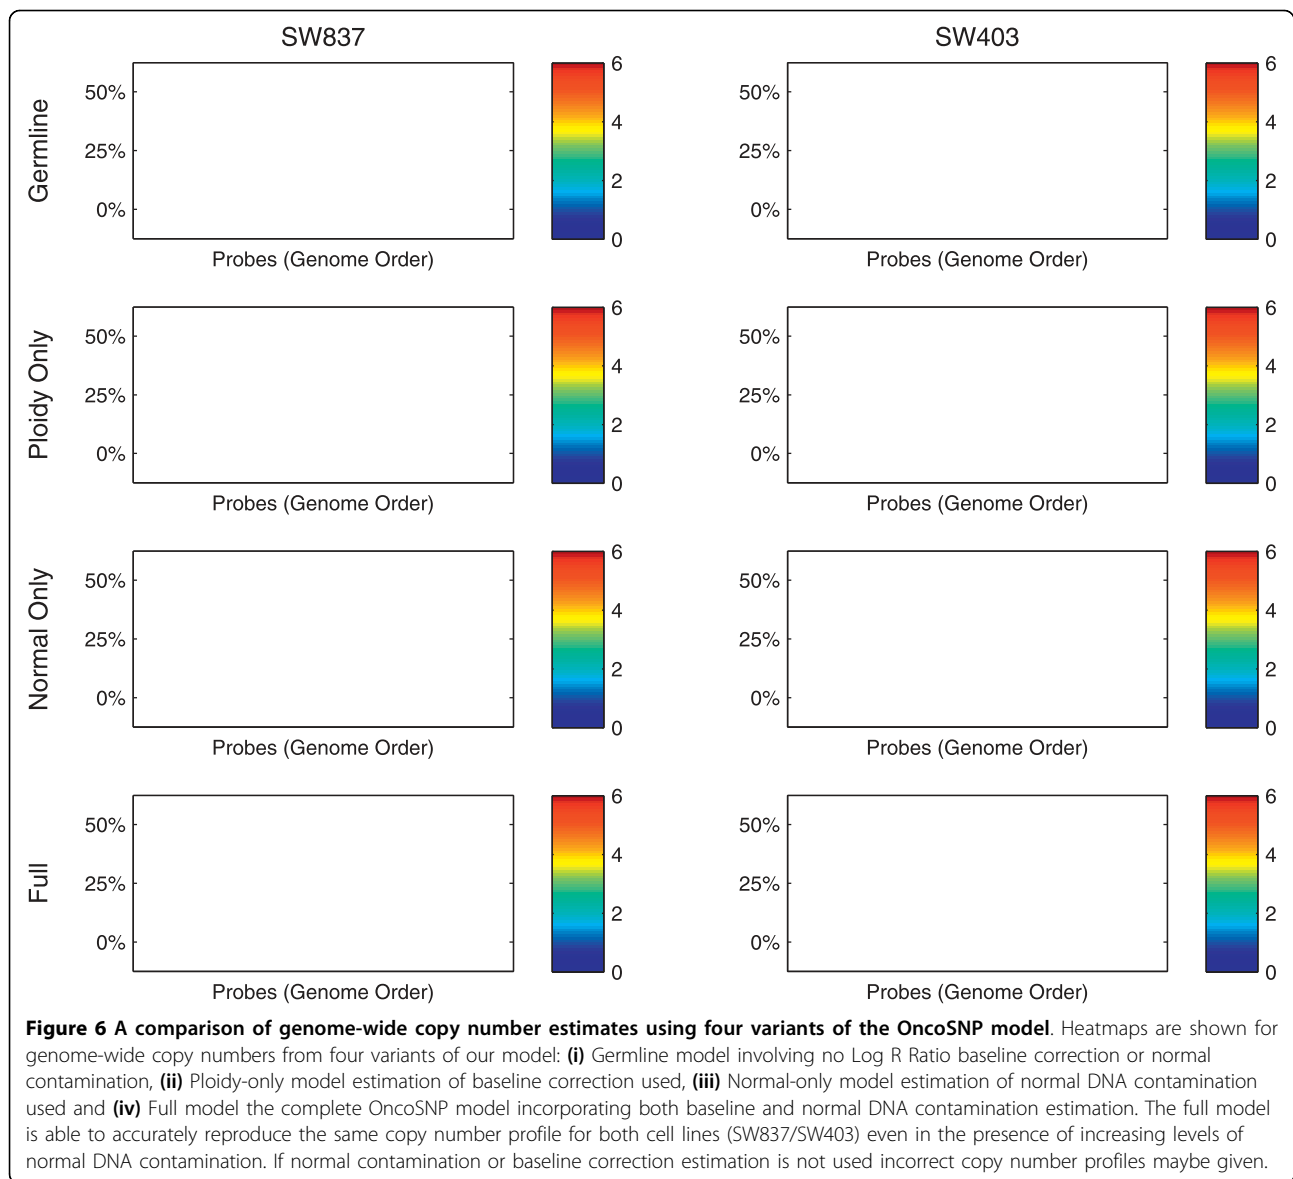 SW837 SW403
Germline
50% 6 50% 6
25% 4 25% 4
2 2
0% 0%
0 0
Probes (Genome Order) Probes (Genome Order)
Ploidy Only
50% 6 50% 6
25% 4 25% 4
2 2
0% 0%
0 0
Probes (Genome Order) Probes (Genome Order)
Normal Only
50% 6 50% 6
25% 4 25% 4
2 2
0% 0%
0 0
Probes (Genome Order) Probes (Genome Order)
Full
50% 6 50% 6
25% 4 25% 4
2 2
0% 0%
0 0
Probes (Genome Order) Probes (Genome Order)
Figure 6 A comparison of genome-wide copy number estimates using four variants of the OncoSNP model. Heatmaps are shown for
genome-wide copy numbers from four variants of our model: (i) Germline model involving no Log R Ratio baseline correction or normal
contamination, (ii) Ploidy-only model estimation of baseline correction used, (iii) Normal-only model estimation of normal DNA contamination
used and (iv) Full model the complete OncoSNP model incorporating both baseline and normal DNA contamination estimation. The full model
is able to accurately reproduce the same copy number profile for both cell lines (SW837/SW403) even in the presence of increasing levels of
normal DNA contamination. If normal contamination or baseline correction estimation is not used incorrect copy number profiles maybe given.